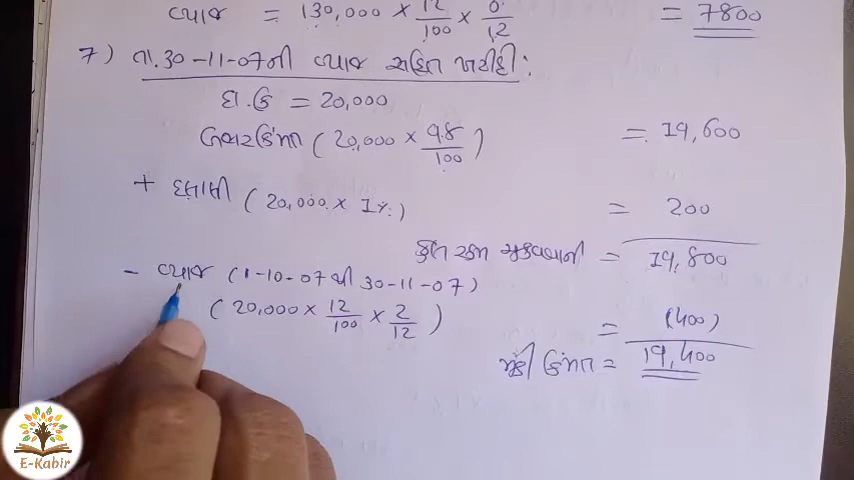 વ્યાજ = 130,000 × 12/100 × 6/12 = 7800
7) તા. 30-11-07ની વ્યાજ સહિત ખરીદી:
દા.કિં = 20,000
બજારકિંમત (20,000 × 98/100) = 19,600
+ દલાલી (20,000 × 1%) = 200
કુલ રકમ ચૂકવવાની = 19,800
- વ્યાજ (1-10-07 થી 30-11-07)
(20,000 × 12/100 × 2/12) = (400)
મૂડી કિંમત = 19,400
E-Kabir